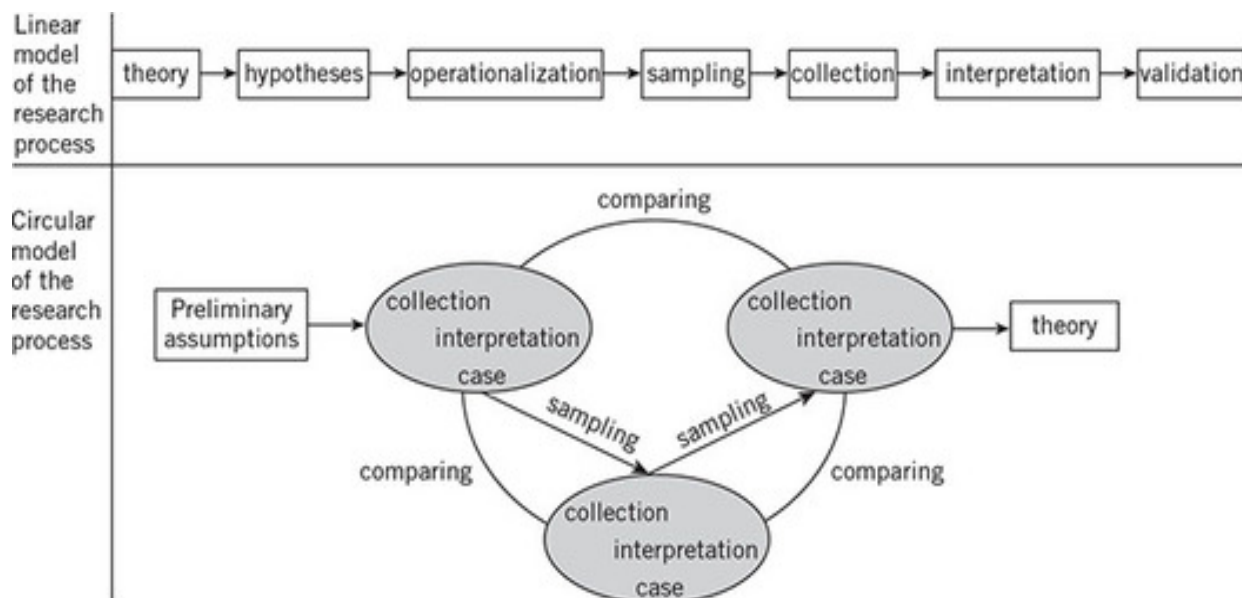 Linear
model
of the
research
process
theory
hypotheses
operationalization
sampling
collection
interpretation
validation
Circular
model
of the
research
process
comparing
Preliminary
assumptions
collection
interpretation
case
collection
interpretation
case
theory
sampling
sampling
comparing
comparing
collection
interpretation
case